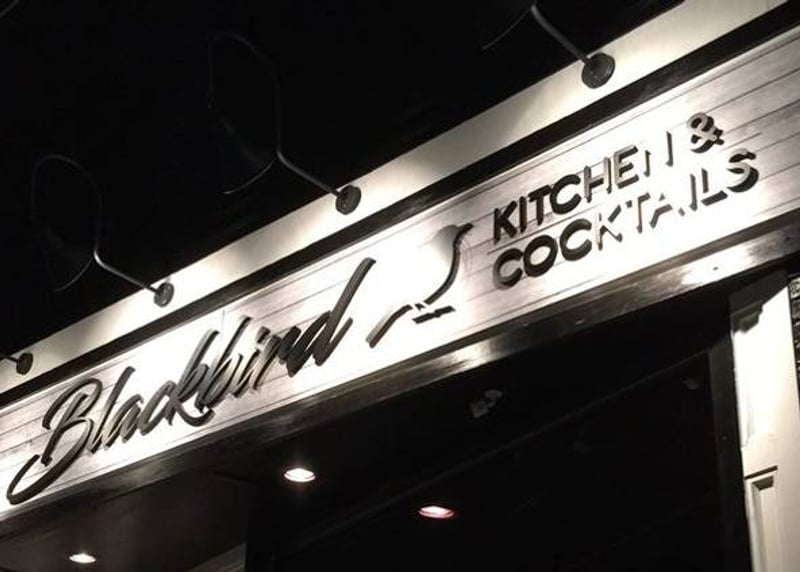 Blackbird
KITCHEN &
COCKTAILS